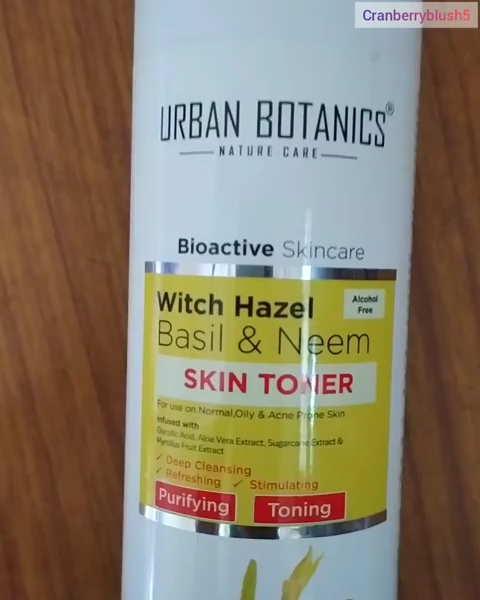 Cranberryblush5
URBAN BOTANICS®
NATURE CARE
Bioactive Skincare
Witch Hazel
Alcohol
Free
Basil & Neem
SKIN TONER
For use on Normal,Oily & Acne Prone Skin
Infused with
Glycolic Acid, Aloe Vera Extract, Sugarcane Extract &
Myrtillus Fruit Extract
✓ Deep Cleansing
✓ Refreshing ✓ Stimulating
Purifying Toning